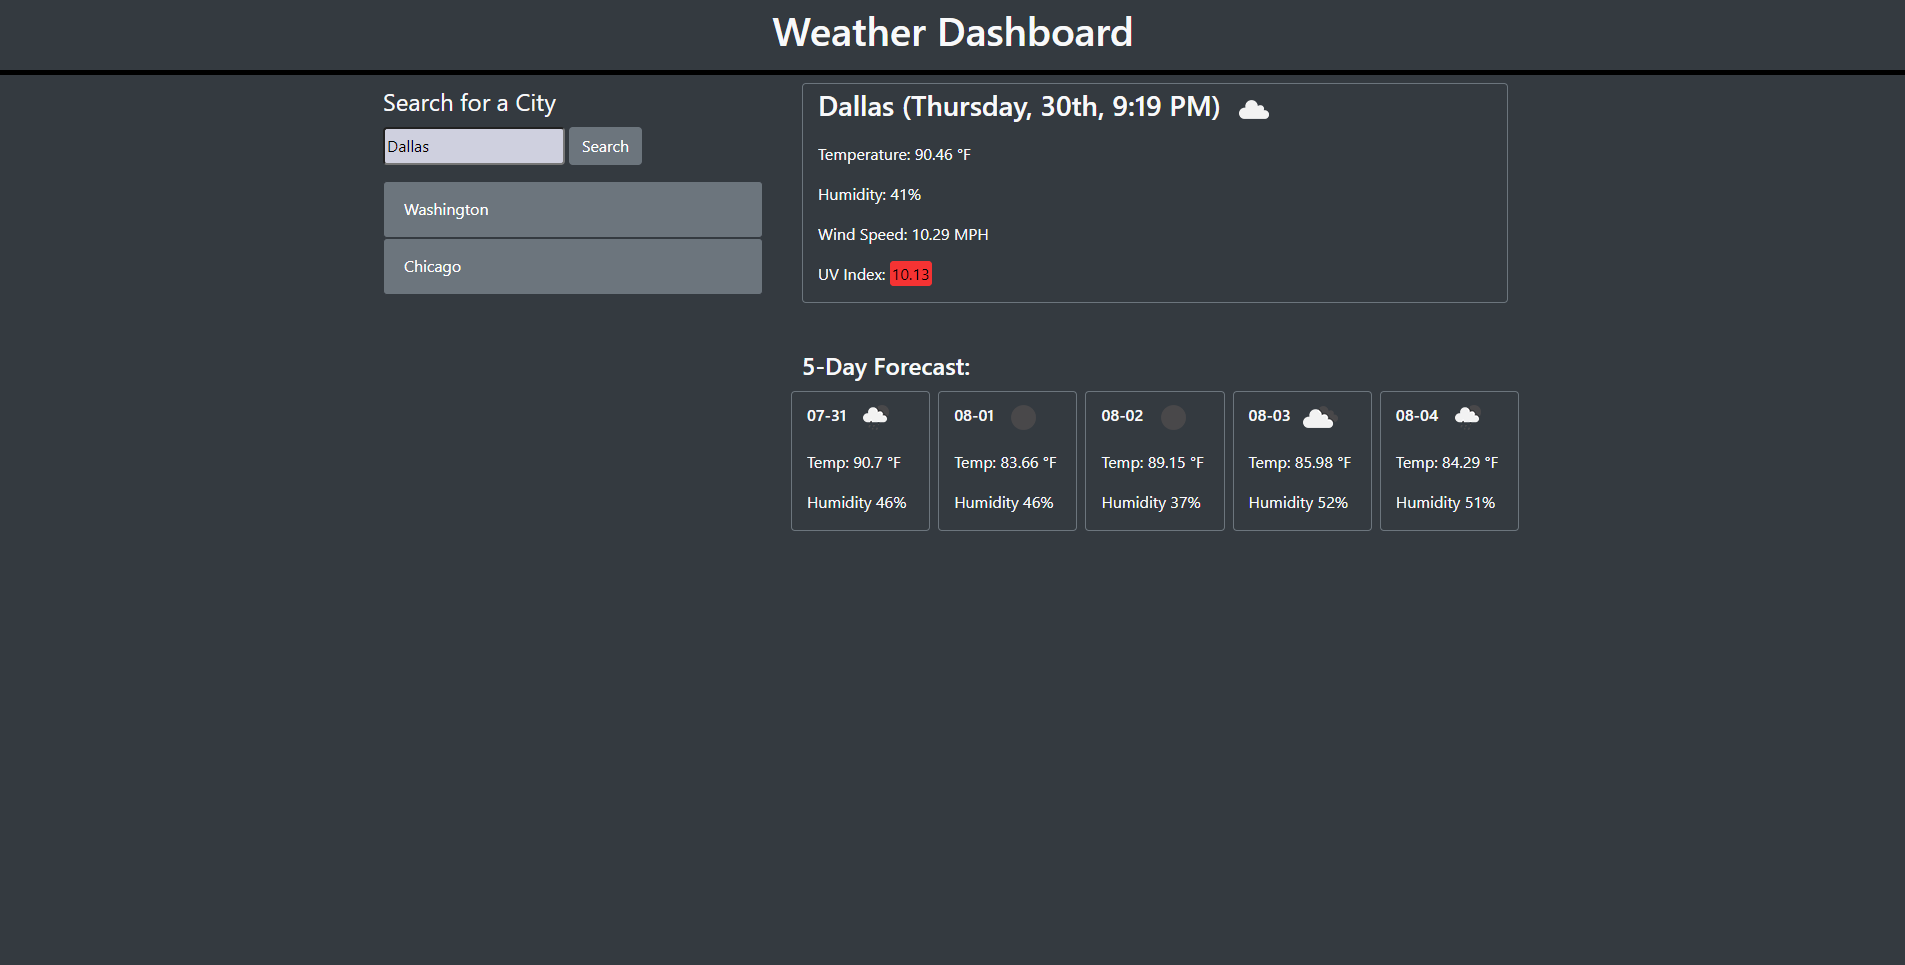 Weather Dashboard
Search for a City
Dallas
Search
Washington
Chicago
Dallas (Thursday, 30th, 9:19 PM)
Temperature: 90.46 °F
Humidity: 41%
Wind Speed: 10.29 MPH
UV Index: 10.13
5-Day Forecast:
07-31
Temp: 90.7 °F
Humidity 46%
08-01
Temp: 83.66 °F
Humidity 46%
08-02
Temp: 89.15 °F
Humidity 37%
08-03
Temp: 85.98 °F
Humidity 52%
08-04
Temp: 84.29 °F
Humidity 51%